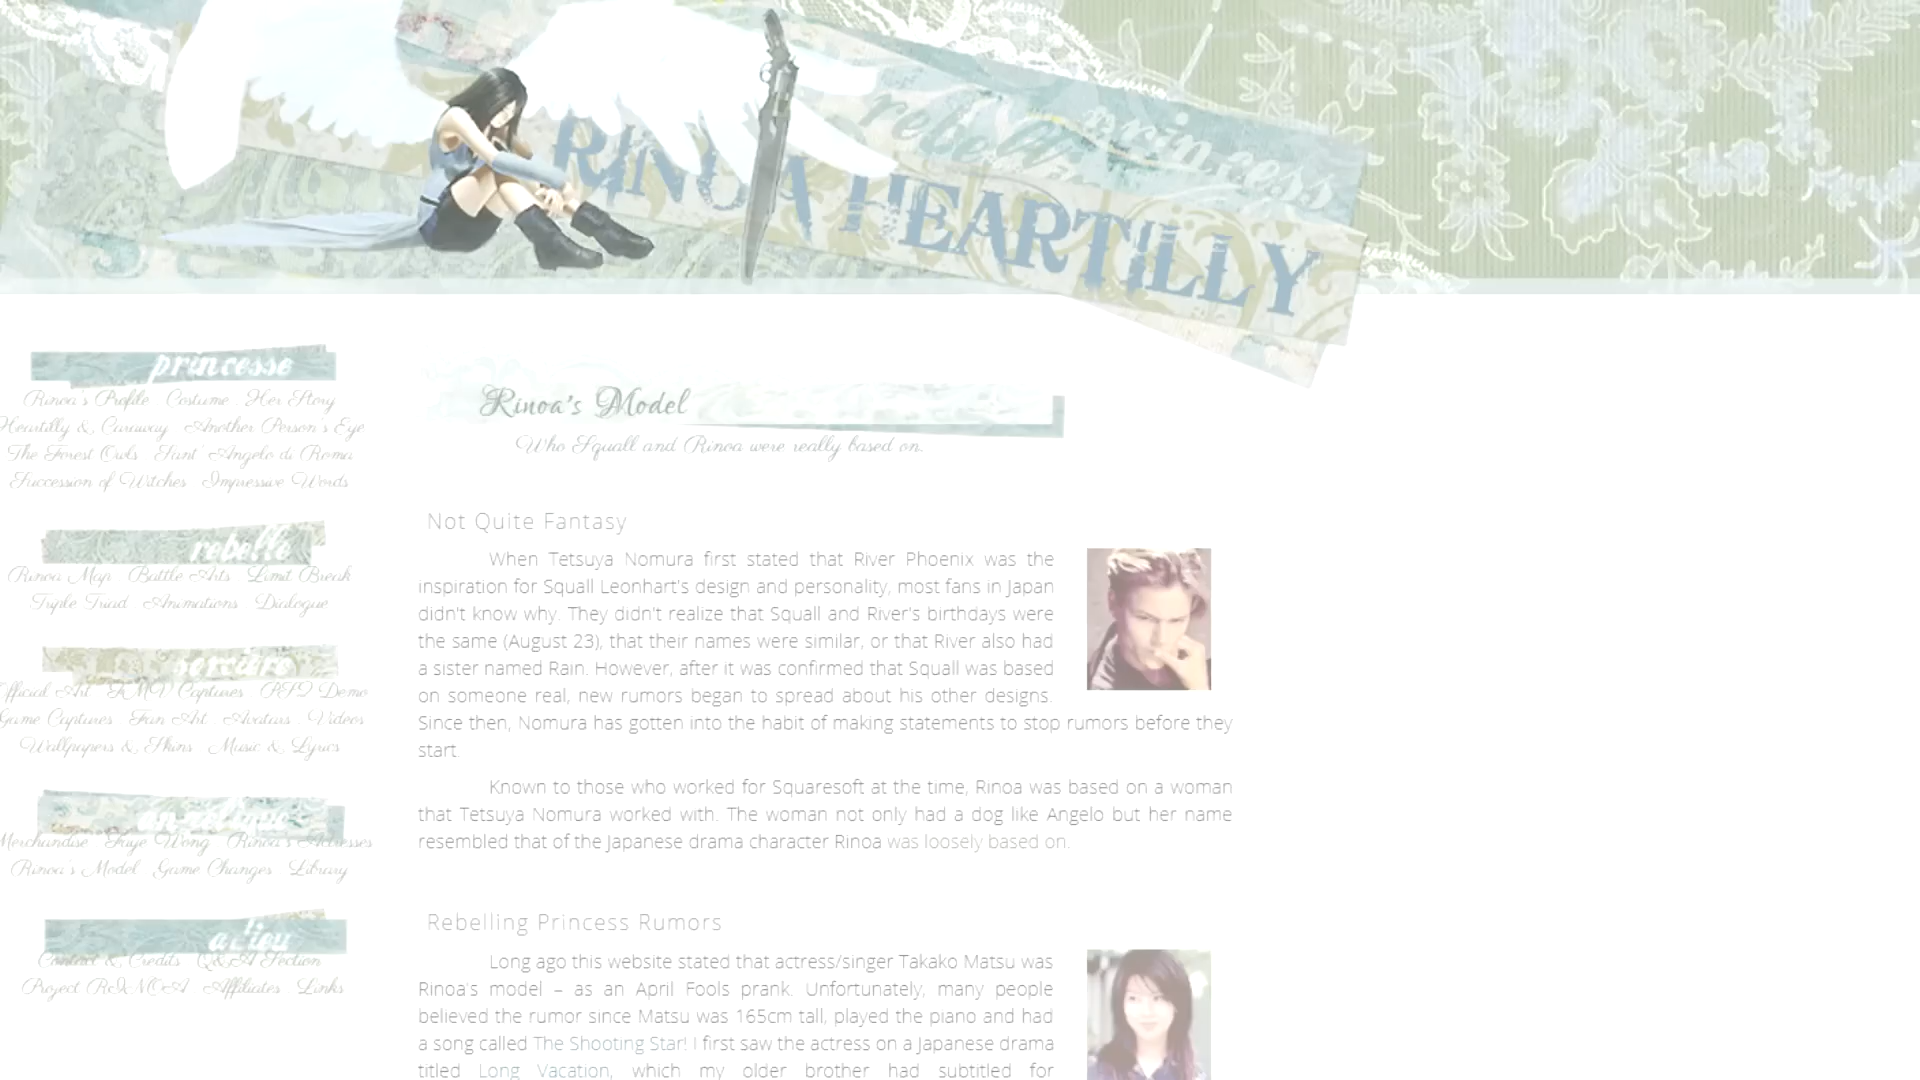 rebelle princess
RINOA HEARTILLY
princesse
Rinoa's Profile Costume Her Story
Heartilly & Caraway Another Person's Eye
The Forest Owls Sant' Angelo di Roma
Succession of Witches Impressive Words
rebelle
Rinoa Map Battle Arts Limit Break
Triple Triad Animations Dialogue
sorcière
Official Art FMV Captures Demo
Game Captures Fan Art Avatars Videos
Wallpapers & Skins Music & Lyrics
Merchandise Faye Wong Rinoa's Actresses
Rinoa's Model Game Changes Library
adieu
Contact & Credits Q&A Section
Project RINOA Affiliates Links
Rinoa's Model
Who Squall and Rinoa were really based on.
Not Quite Fantasy
When Tetsuya Nomura first stated that River Phoenix was the
inspiration for Squall Leonhart's design and personality, most fans in Japan
didn't know why. They didn't realize that Squall and River's birthdays were
the same (August 23), that their names were similar, or that River also had
a sister named Rain. However, after it was confirmed that Squall was based
on someone real, new rumors began to spread about his other designs.
Since then, Nomura has gotten into the habit of making statements to stop rumors before they
start.
Known to those who worked for Squaresoft at the time, Rinoa was based on a woman
that Tetsuya Nomura worked with. The woman not only had a dog like Angelo but her name
resembled that of the Japanese drama character Rinoa was loosely based on.
Rebelling Princess Rumors
Long ago this website stated that actress/singer Takako Matsu was
Rinoa's model – as an April Fools prank. Unfortunately, many people
believed the rumor since Matsu was 165cm tall, played the piano and had
a song called The Shooting Star! I first saw the actress on a Japanese drama
titled Long Vacation, which my older brother had subtitled for